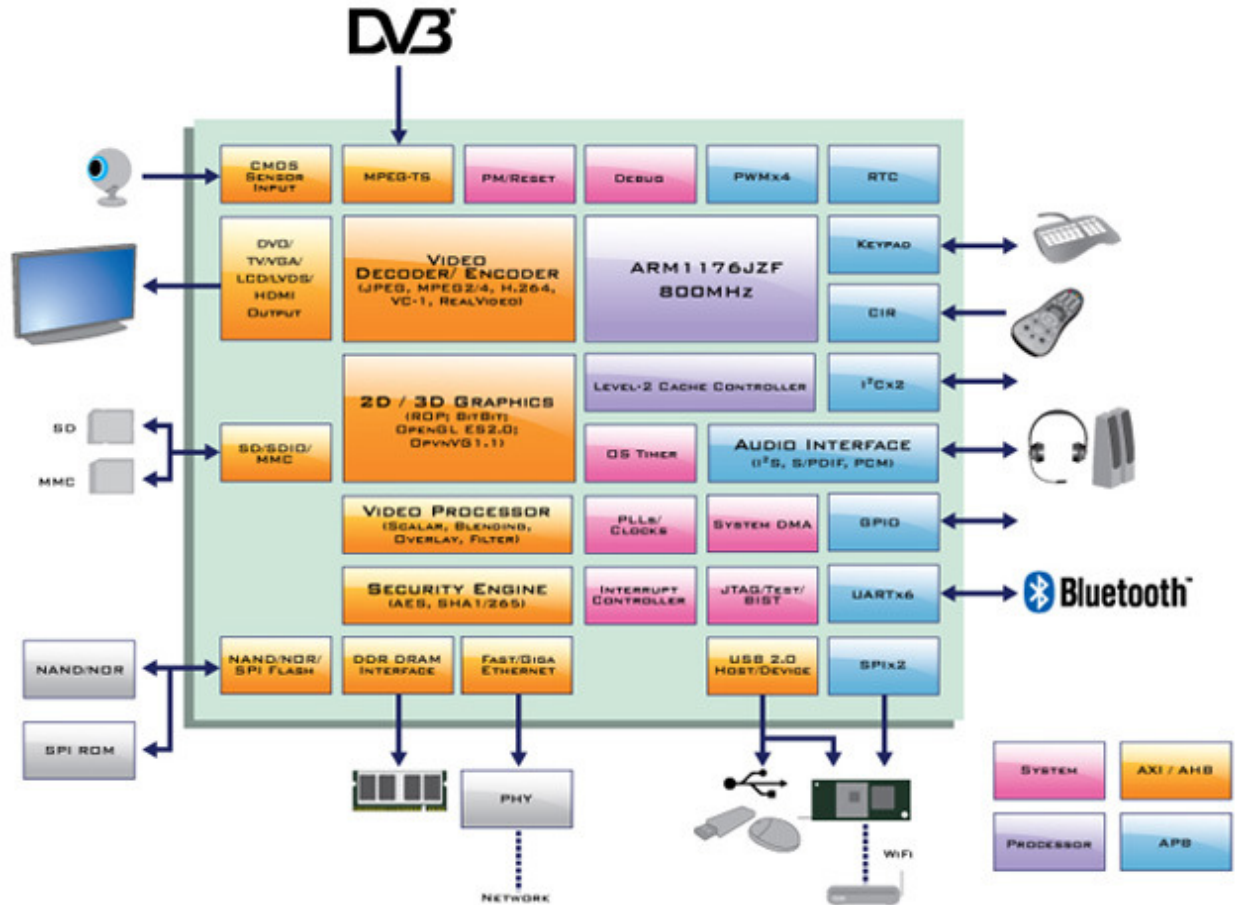 DVB
CMOS
SENSOR
INPUT
MPEG-TS
PM/RESET
DEBUG
PWMx4
RTC
DVO/
TV/VGA/
LCD/LVDS/
HDMI
OUTPUT
VIDEO
DECODER/ ENCODER
(JPEG, MPEG2/4, H.264,
VC-1, REALVIDEO)
ARM1176JZF
800MHZ
KEYPAD
CIR
2D / 3D GRAPHICS
(ROP; BITBIT;
OPENGL ES2.0;
OPVNVG1.1)
LEVEL-2 CACHE CONTROLLER
I²CX2
SD
MMC
SD/SDIO/
MMC
OS TIMER
AUDIO INTERFACE
(I²S, S/PDIF, PCM)
VIDEO PROCESSOR
(SCALAR, BLENDING,
OVERLAY, FILTER)
PLLS/
CLOCKS
SYSTEM DMA
GPIO
SECURITY ENGINE
(AES, SHA1/265)
INTERRUPT
CONTROLLER
JTAG/TEST/
BIST
UARTX6
Bluetooth™
NAND/NOR
SPI ROM
NAND/NOR/
SPI FLASH
DDR DRAM
INTERFACE
FAST/GIGA
ETHERNET
USB 2.0
HOST/DEVICE
SPIX2
PHY
NETWORK
WIFI
SYSTEM
AXI / AHB
PROCESSOR
APB